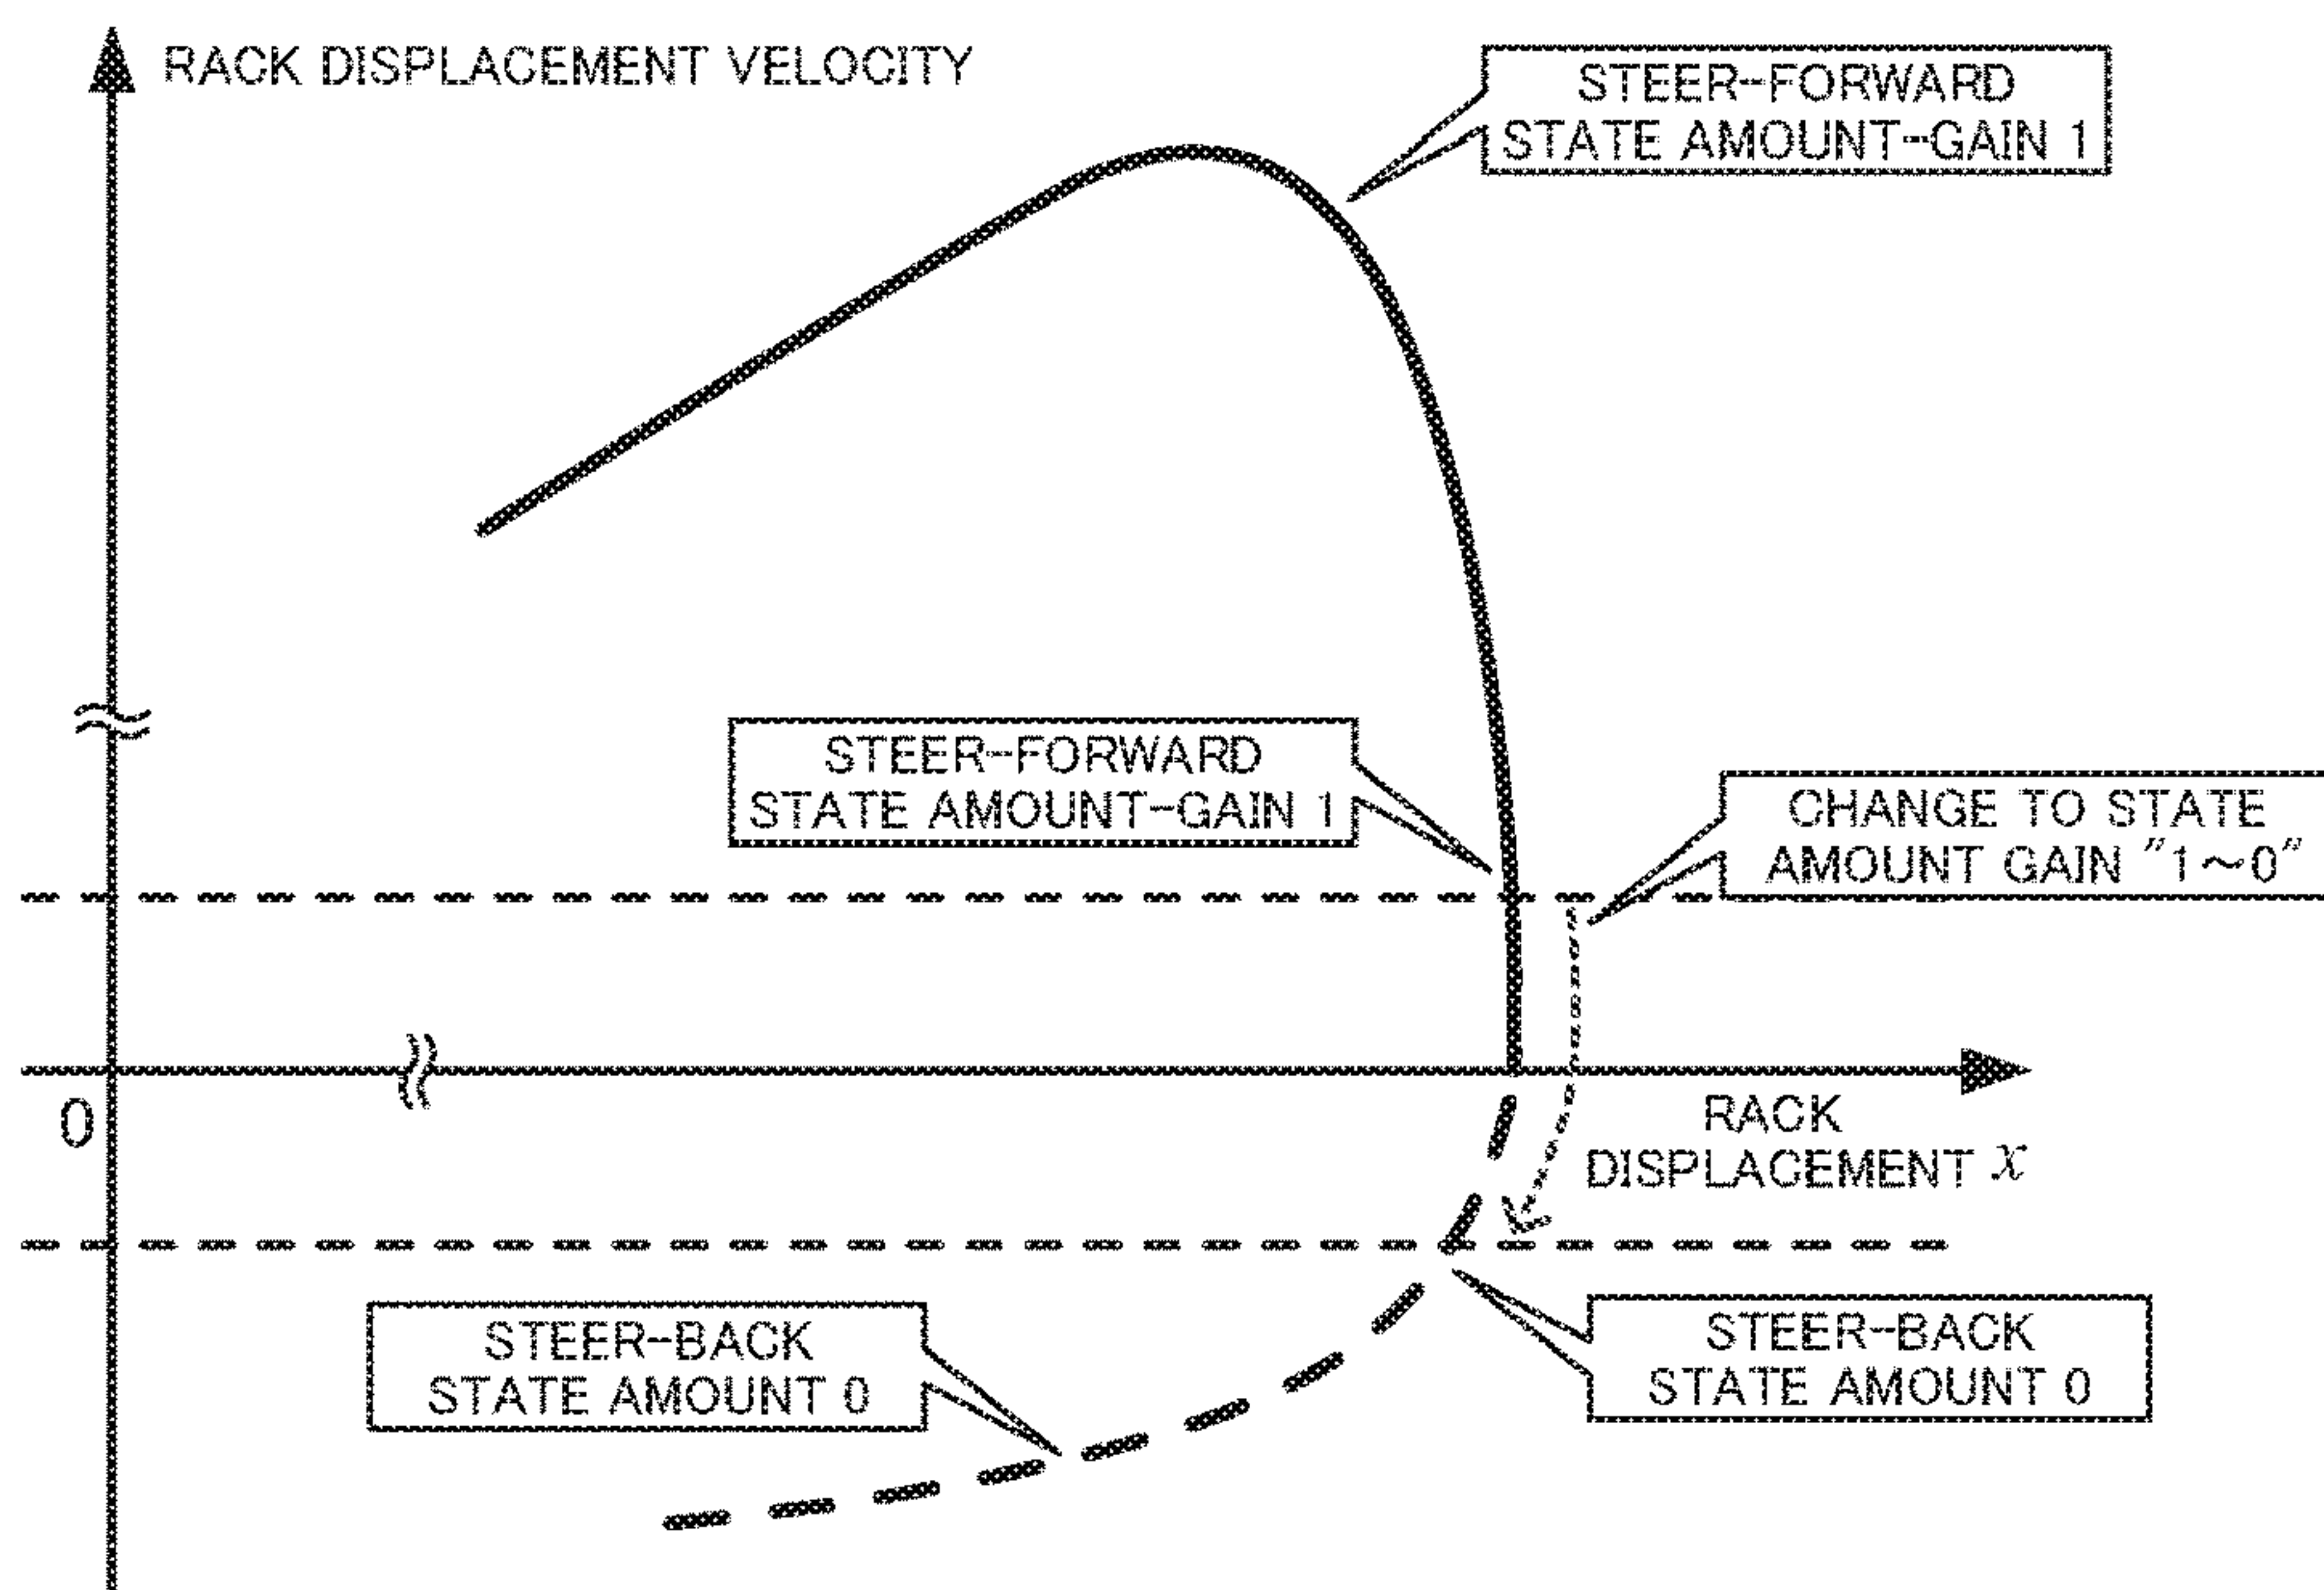 RACK DISPLACEMENT VELOCITY
STEER-FORWARD
STATE AMOUNT-GAIN 1
STEER-FORWARD
STATE AMOUNT-GAIN 1
CHANGE TO STATE
AMOUNT GAIN "1～0"
0
RACK
DISPLACEMENT x
STEER-BACK
STATE AMOUNT 0
STEER-BACK
STATE AMOUNT 0